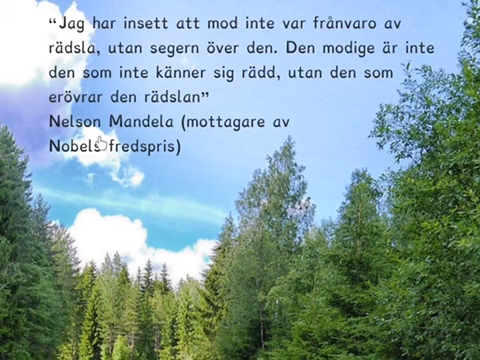 “Jag har insett att mod inte var frånvaro av
rädsla, utan segern över den. Den modige är inte
den som inte känner sig rädd, utan den som
erövrar den rädslan”
Nelson Mandela (mottagare av
Nobels fredspris)